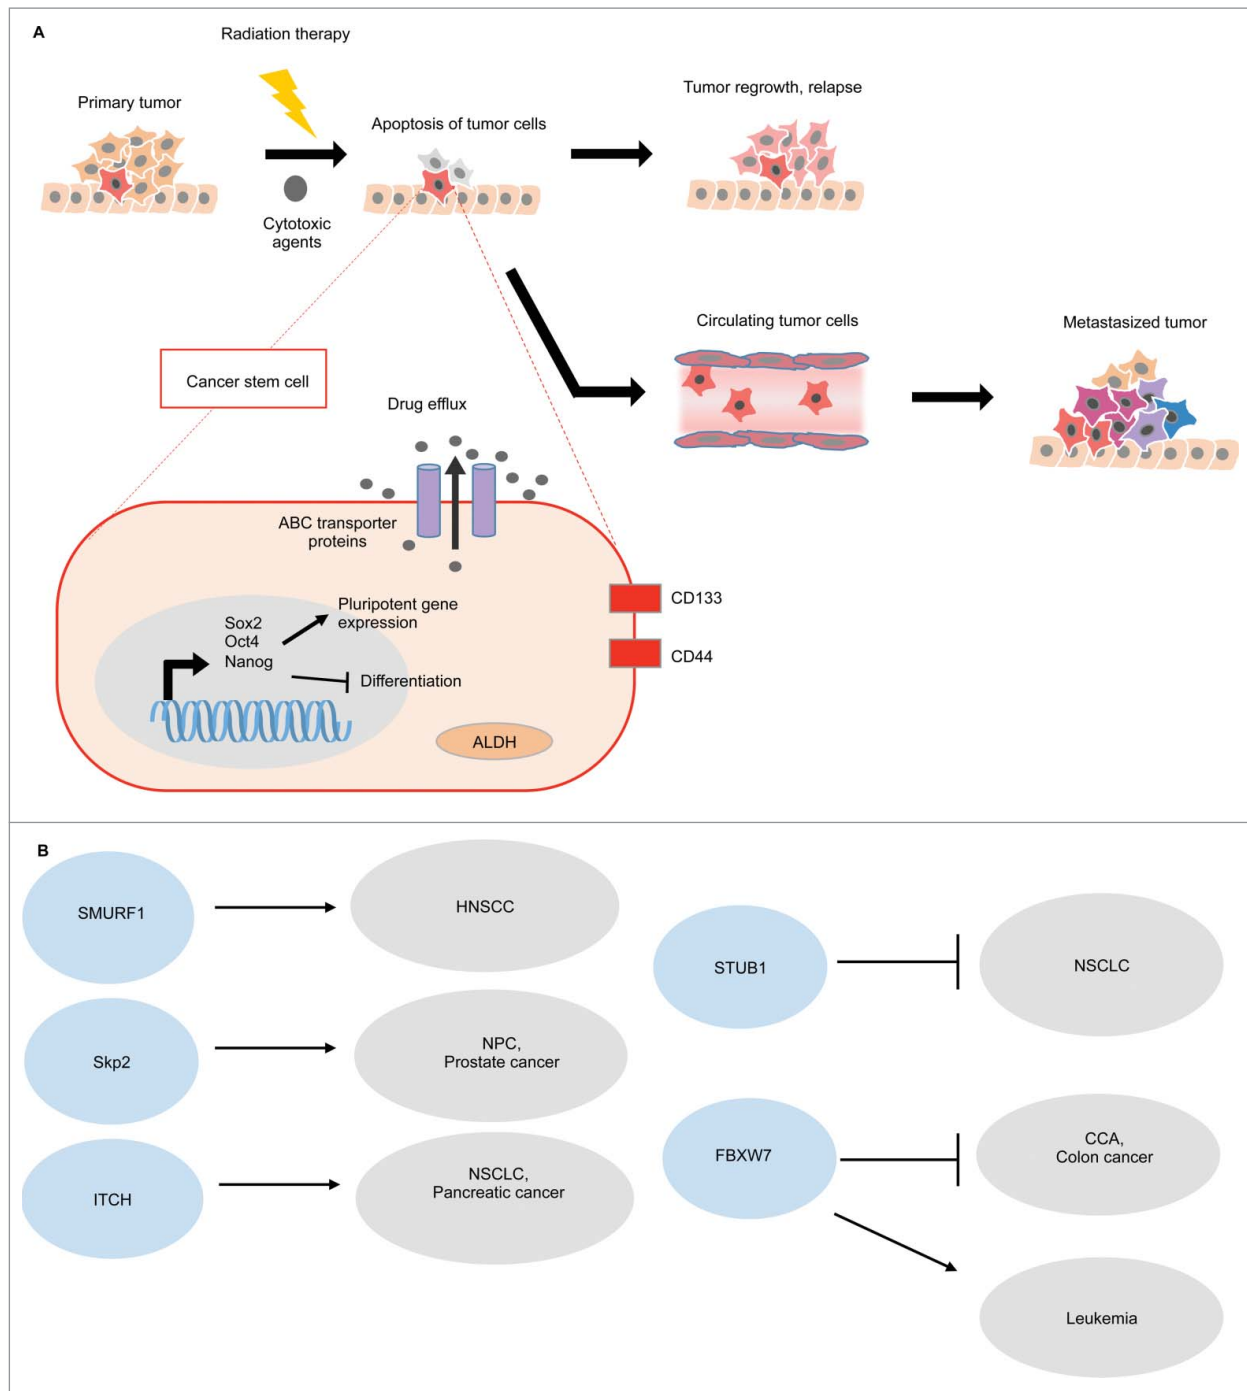 A
Radiation therapy
Primary tumor
Apoptosis of tumor cells
Tumor regrowth, relapse
Cytotoxic
agents
Circulating tumor cells
Metastasized tumor
Cancer stem cell
Drug efflux
ABC transporter
proteins
CD133
Pluripotent gene
expression
Sox2
Oct4
Nanog
CD44
Differentiation
ALDH
B
SMURF1
HNSCC
STUB1
NSCLC
Skp2
NPC,
Prostate cancer
FBXW7
CCA,
Colon cancer
ITCH
NSCLC,
Pancreatic cancer
Leukemia